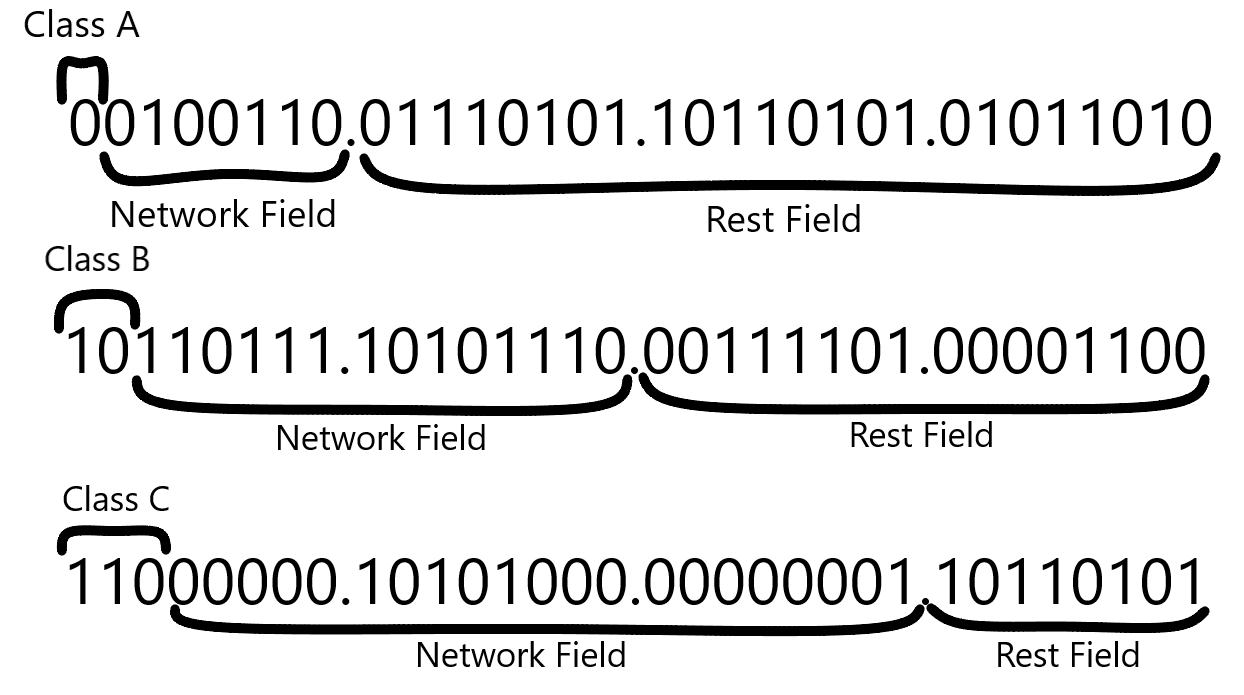 Class A
00100110.01110101.10110101.01011010
Network Field
Rest Field
Class B
10110111.10101110.00111101.00001100
Network Field
Rest Field
Class C
11000000.10101000.00000001.10110101
Network Field
Rest Field